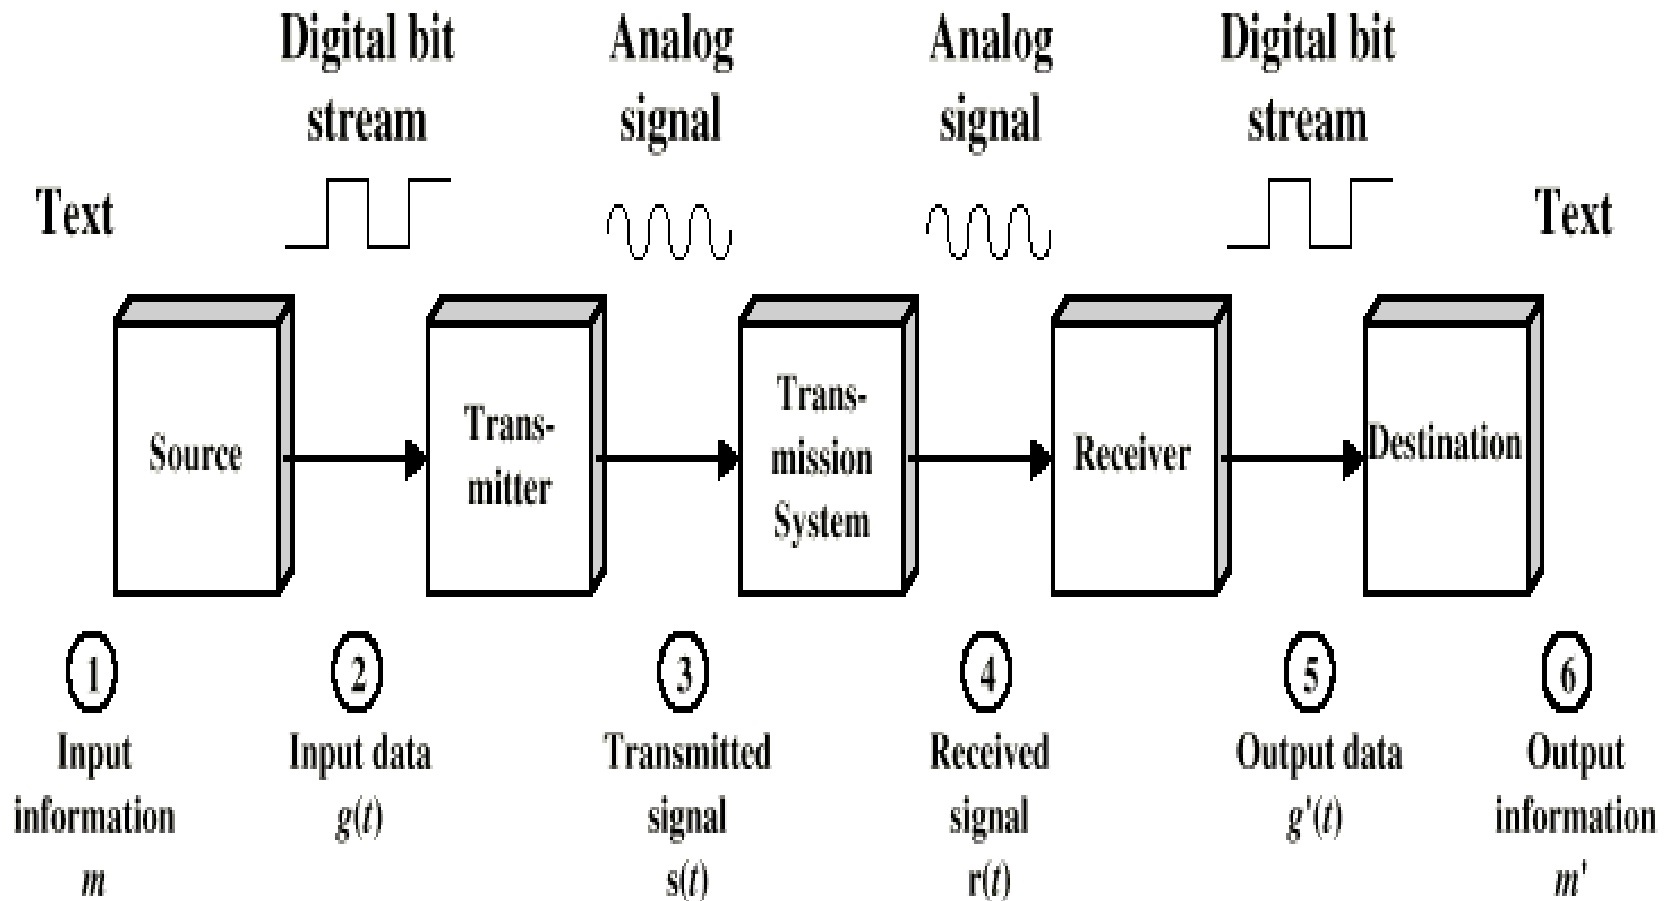 Digital bit
stream
Analog
signal
Analog
signal
Digital bit
stream
Text
Text
Source
Trans-
mitter
Trans-
mission
System
Receiver
Destination
1
Input
information
m
2
Input data
g(t)
3
Transmitted
signal
s(t)
4
Received
signal
r(t)
5
Output data
g'(t)
6
Output
information
m'